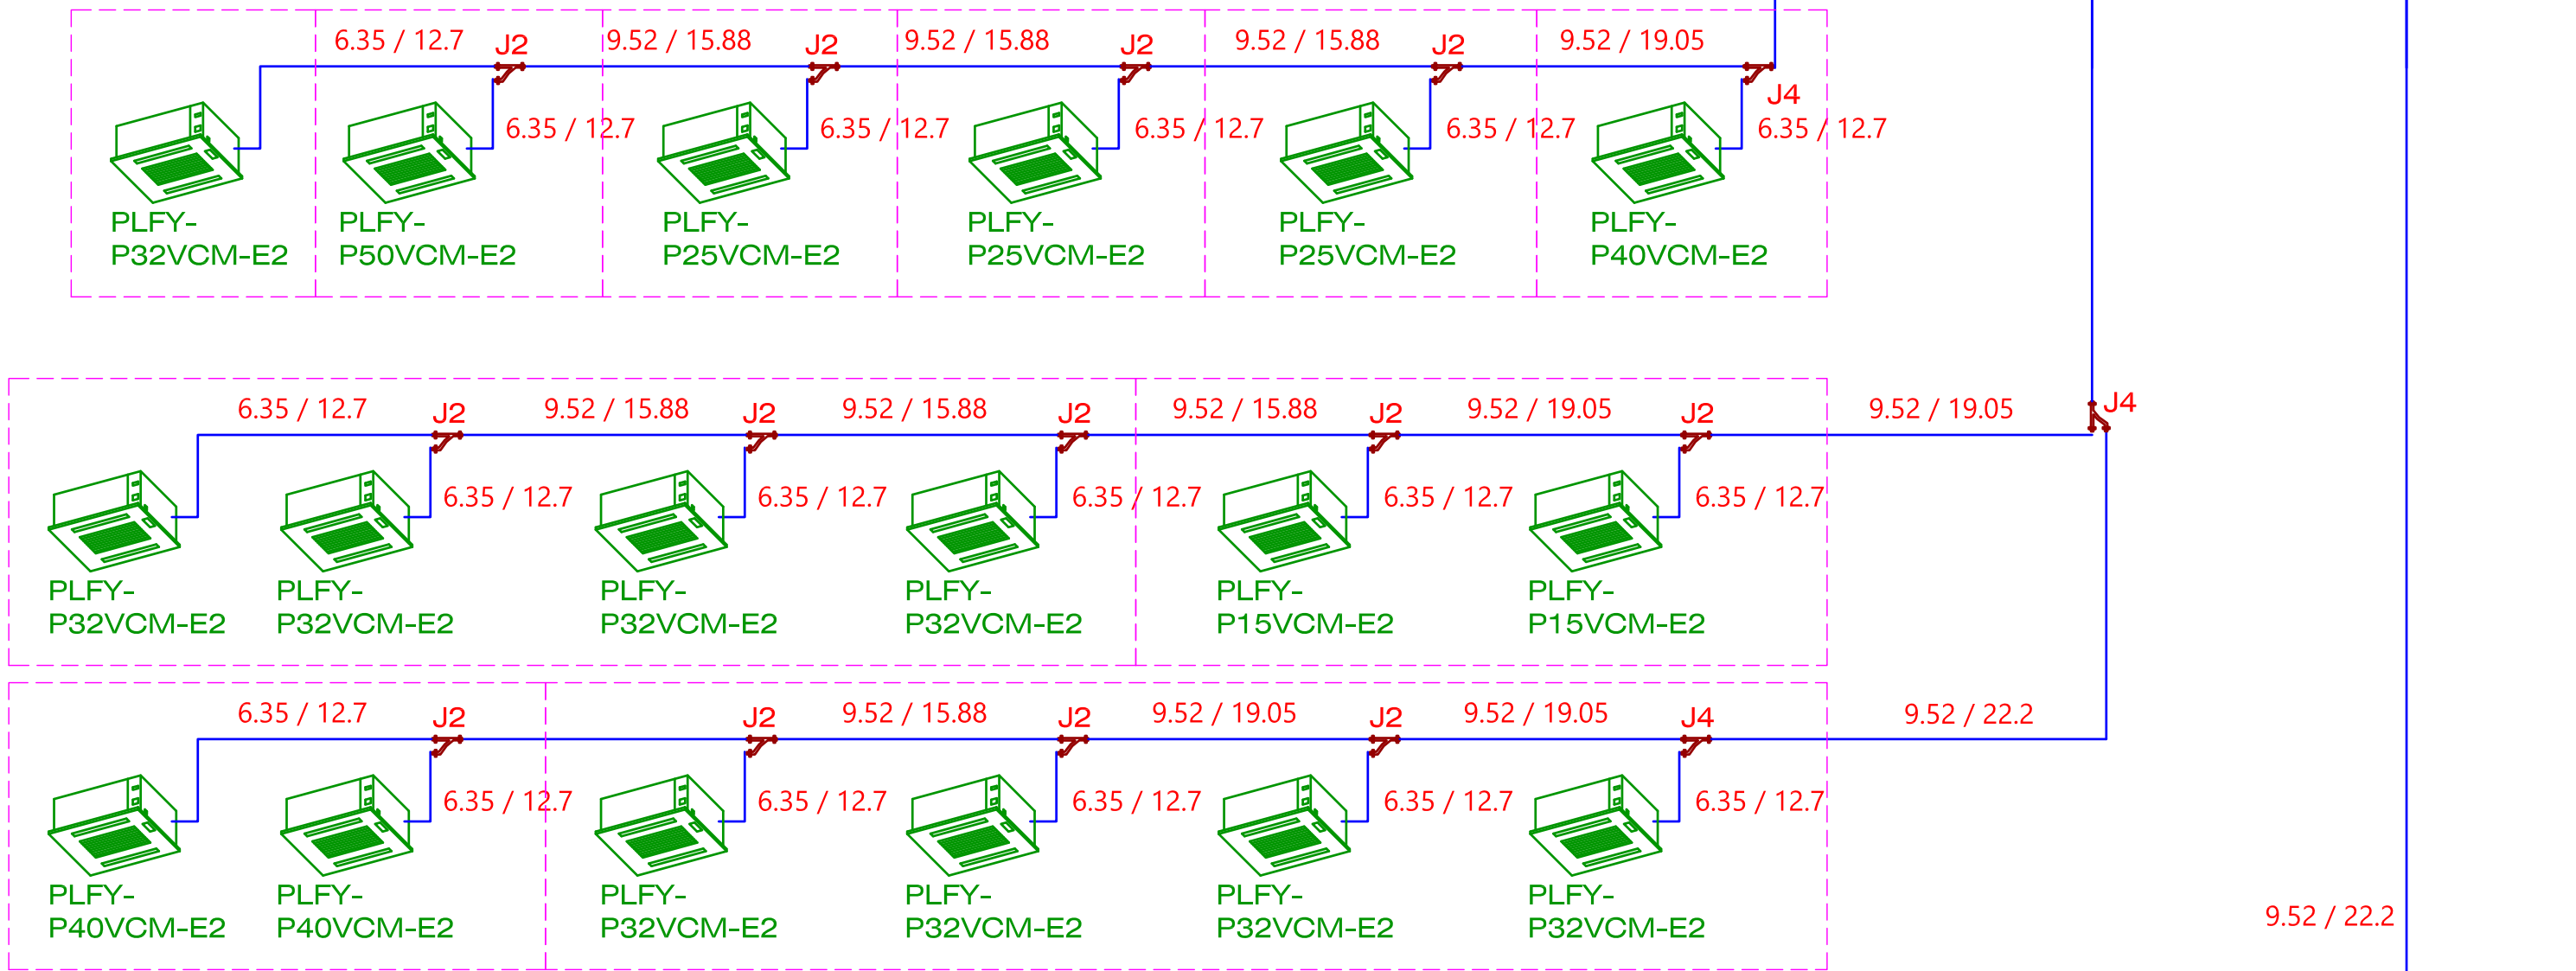 6.35 / 12.7 J2 9.52 / 15.88 J2 9.52 / 15.88 J2 9.52 / 15.88 J2 9.52 / 19.05
J4
6.35 / 12.7 6.35 / 12.7 6.35 / 12.7 6.35 / 12.7 6.35 / 12.7
PLFY- PLFY- PLFY- PLFY- PLFY- PLFY-
P32VCM-E2 P50VCM-E2 P25VCM-E2 P25VCM-E2 P25VCM-E2 P40VCM-E2
6.35 / 12.7 J2 9.52 / 15.88 J2 9.52 / 15.88 J2 9.52 / 15.88 J2 9.52 / 19.05 J2 9.52 / 19.05 J4
6.35 / 12.7 6.35 / 12.7 6.35 / 12.7 6.35 / 12.7 6.35 / 12.7
PLFY- PLFY- PLFY- PLFY- PLFY- PLFY-
P32VCM-E2 P32VCM-E2 P32VCM-E2 P32VCM-E2 P15VCM-E2 P15VCM-E2
6.35 / 12.7 J2 J2 9.52 / 15.88 J2 9.52 / 19.05 J2 9.52 / 19.05 J4 9.52 / 22.2
6.35 / 12.7 6.35 / 12.7 6.35 / 12.7 6.35 / 12.7 6.35 / 12.7
PLFY- PLFY- PLFY- PLFY- PLFY- PLFY-
P40VCM-E2 P40VCM-E2 P32VCM-E2 P32VCM-E2 P32VCM-E2 P32VCM-E2
9.52 / 22.2